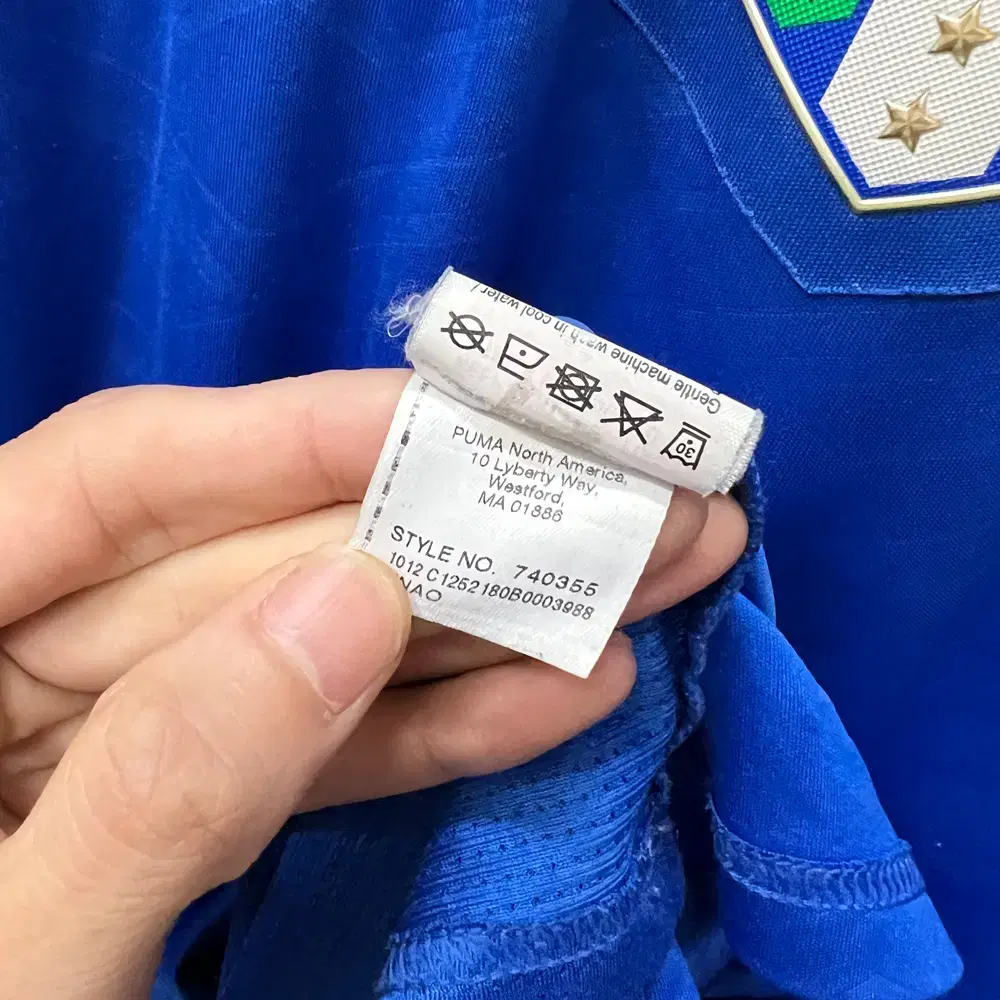 Gentle machine wash in cool water/
30
PUMA North America,
10 Lyberty Way,
Westford,
MA 01886
STYLE NO. 740355
1012 C1252180B0003988